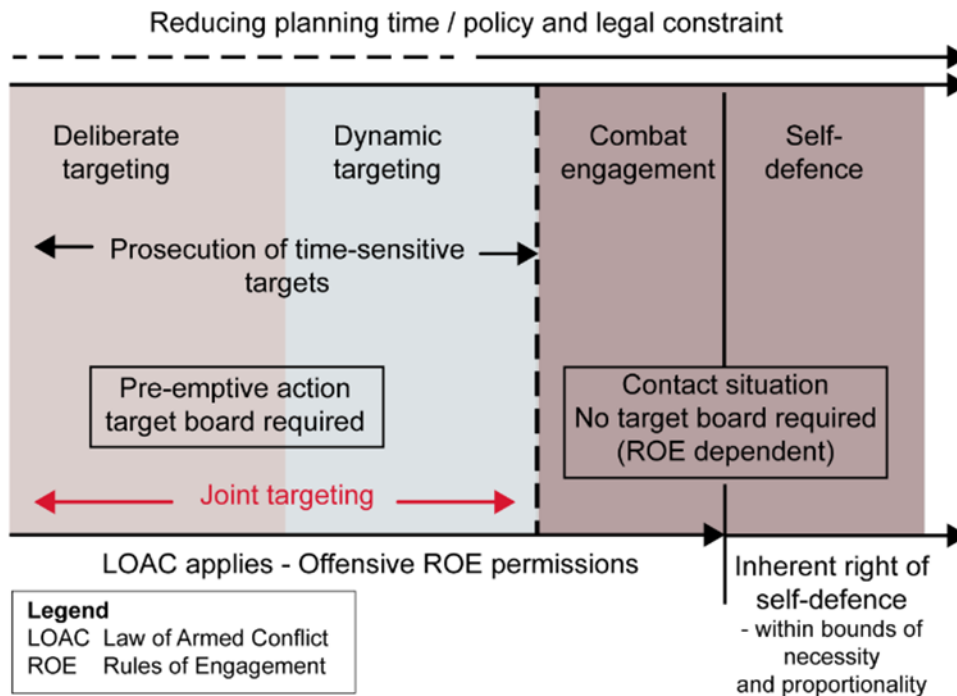 Reducing planning time / policy and legal constraint
Deliberate
targeting
Dynamic
targeting
Combat
engagement
Self-
defence
Prosecution of time-sensitive
targets
Pre-emptive action
target board required
Contact situation
No target board required
(ROE dependent)
Joint targeting
LOAC applies - Offensive ROE permissions
Inherent right of
self-defence
- within bounds of
necessity
and proportionality
Legend
LOAC Law of Armed Conflict
ROE Rules of Engagement